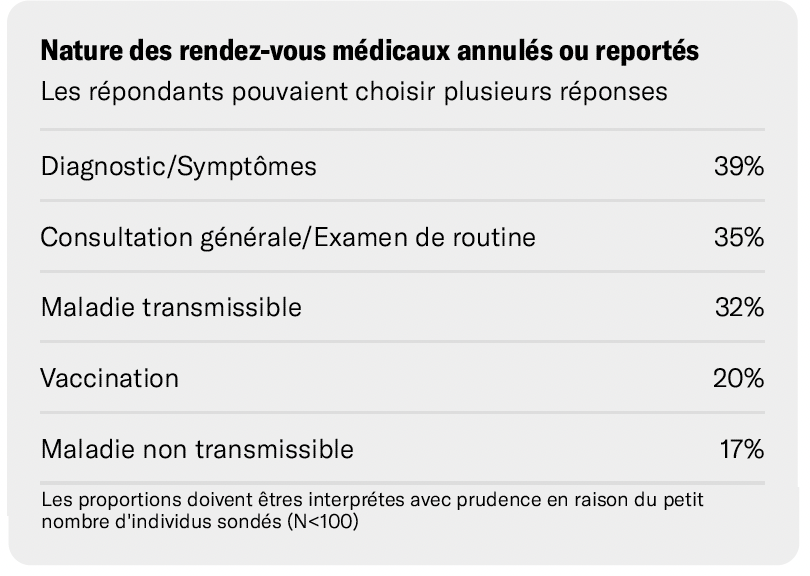 Nature des rendez-vous médicaux annulés ou reportés
Les répondants pouvaient choisir plusieurs réponses
Diagnostic/Symptômes 39%
Consultation générale/Examen de routine 35%
Maladie transmissible 32%
Vaccination 20%
Maladie non transmissible 17%
Les proportions doivent êtres interprétes avec prudence en raison du petit
nombre d'individus sondés (N<100)